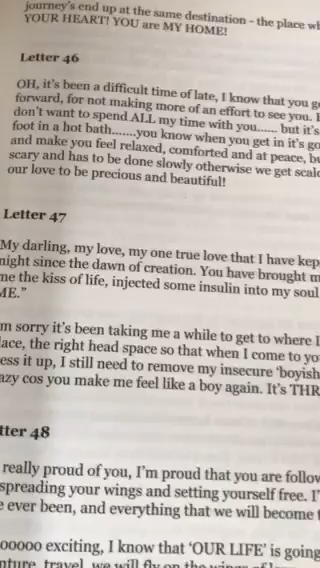 journey's end up at the same destination - the place
YOUR HEART! YOU are MY HOME!
Letter 46
OH, it's been a difficult time of late, I know that you
forward, for not making more of an effort to see you.
don't want to spend ALL my time with you...... but it's
foot in a hot bath.......you know when you get in it's
and make you feel relaxed, comforted and at peace,
scary and has to be done slowly otherwise we get
our love to be precious and beautiful!
Letter 47
My darling, my love, my one true love that I have
night since the dawn of creation. You have brought
me the kiss of life, injected some insulin into my soul
ME."
m sorry it's been taking me a while to get to where I
lace, the right head space so that when I come to
ess it up, I still need to remove my insecure 'boyish
azy cos you make me feel like a boy again. It's
tter 48
really proud of you, I'm proud that you are
spreading your wings and setting yourself free.
ever been, and everything that we will become
ooooo exciting, I know that 'OUR LIFE' is going
nture, travel, we will fly on the wings of